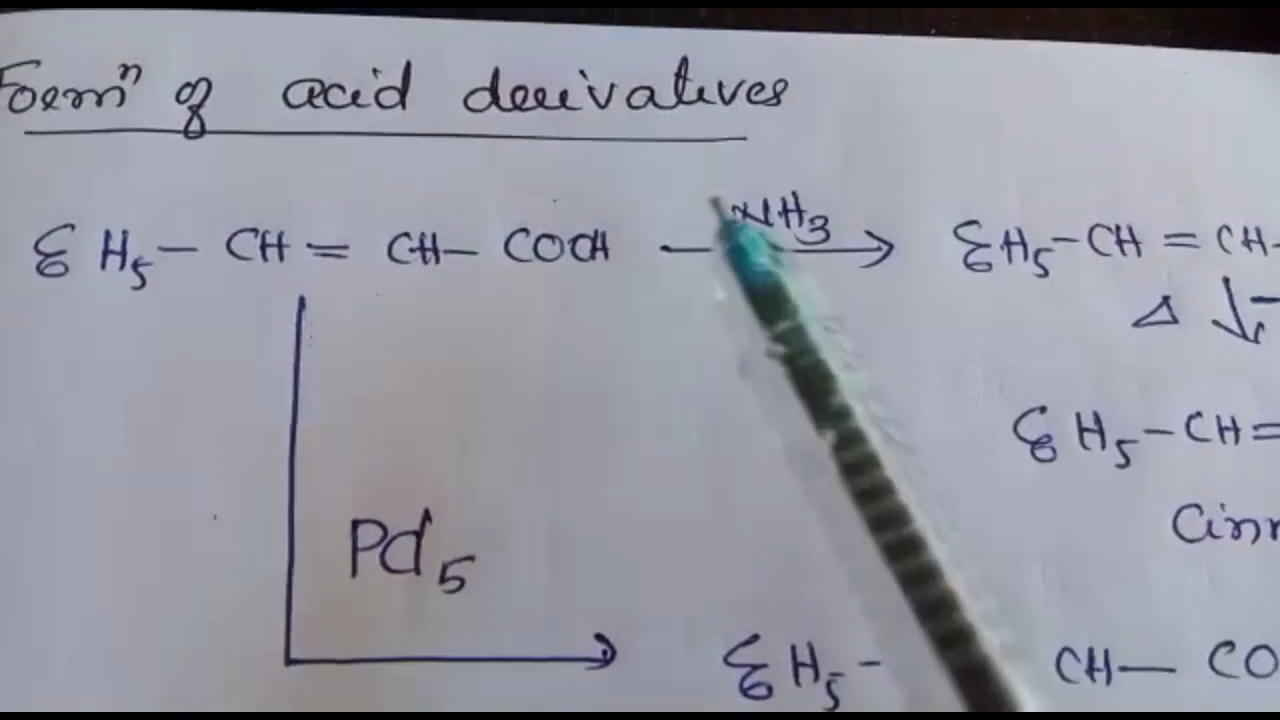 Formⁿ of acid derivatives
C₆H₅ – CH = CH – COOH —NH₃→ C₆H₅ – CH = CH-
Δ
C₆H₅ – CH =
PCl₅
Cinn
C₆H₅ - CH — CO